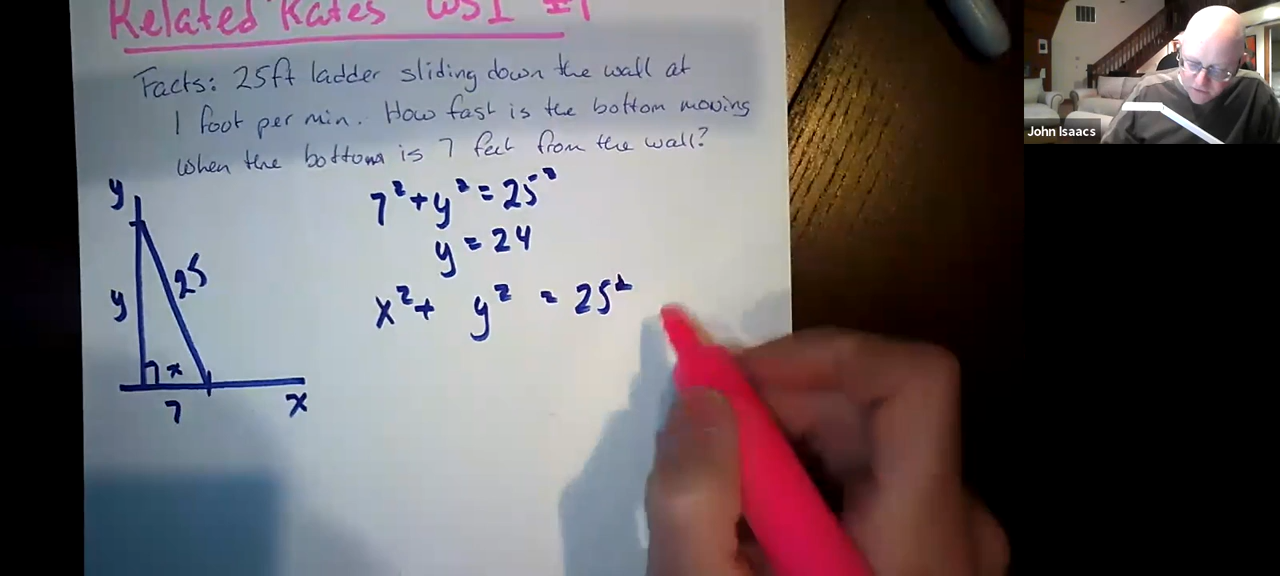 Related Rates WS1 #1
Facts: 25ft ladder sliding down the wall at
1 foot per min. How fast is the bottom moving
when the bottom is 7 feet from the wall?
y
7² + y² = 25²
y = 24
x² + y² = 25²
25
y
x
7
x
John Isaacs